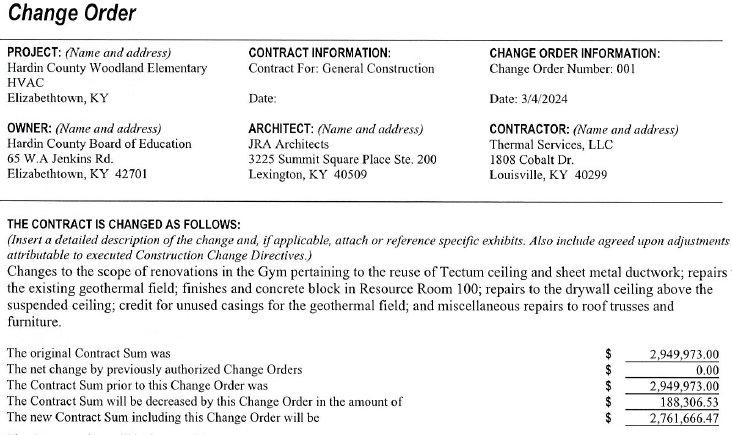 Change Order
PROJECT: (Name and address)
Hardin County Woodland Elementary
HVAC
Elizabethtown, KY
CONTRACT INFORMATION:
Contract For: General Construction
Date:
CHANGE ORDER INFORMATION:
Change Order Number: 001
Date: 3/4/2024
OWNER: (Name and address)
Hardin County Board of Education
65 W.A Jenkins Rd.
Elizabethtown, KY 42701
ARCHITECT: (Name and address)
JRA Architects
3225 Summit Square Place Ste. 200
Lexington, KY 40509
CONTRACTOR: (Name and address)
Thermal Services, LLC
1808 Cobalt Dr.
Louisville, KY 40299
THE CONTRACT IS CHANGED AS FOLLOWS:
(Insert a detailed description of the change and, if applicable, attach or reference specific exhibits. Also include agreed upon adjustments
attributable to executed Construction Change Directives.)
Changes to the scope of renovations in the Gym pertaining to the reuse of Tectum ceiling and sheet metal ductwork; repairs
the existing geothermal field; finishes and concrete block in Resource Room 100; repairs to the drywall ceiling above the
suspended ceiling; credit for unused casings for the geothermal field; and miscellaneous repairs to roof trusses and
furniture.
The original Contract Sum was $ 2,949,973.00
The net change by previously authorized Change Orders $ 0.00
The Contract Sum prior to this Change Order was $ 2,949,973.00
The Contract Sum will be decreased by this Change Order in the amount of $ 188,306.53
The new Contract Sum including this Change Order will be $ 2,761,666.47